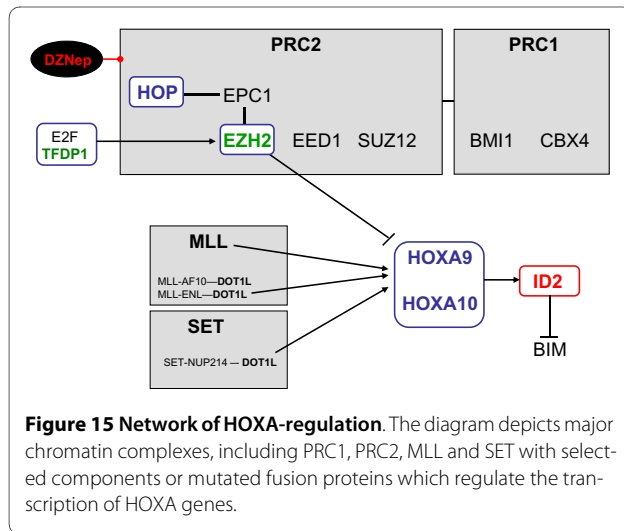 PRC2
PRC1
DZNep
HOP
EPC1
E2F
TFDP1
EZH2
EED1
SUZ12
BMI1
CBX4
MLL
MLL-AF10—DOT1L
MLL-ENL—DOT1L
SET
SET-NUP214 — DOT1L
HOXA9
HOXA10
ID2
BIM
Figure 15 Network of HOXA-regulation. The diagram depicts major
chromatin complexes, including PRC1, PRC2, MLL and SET with select-
ed components or mutated fusion proteins which regulate the tran-
scription of HOXA genes.